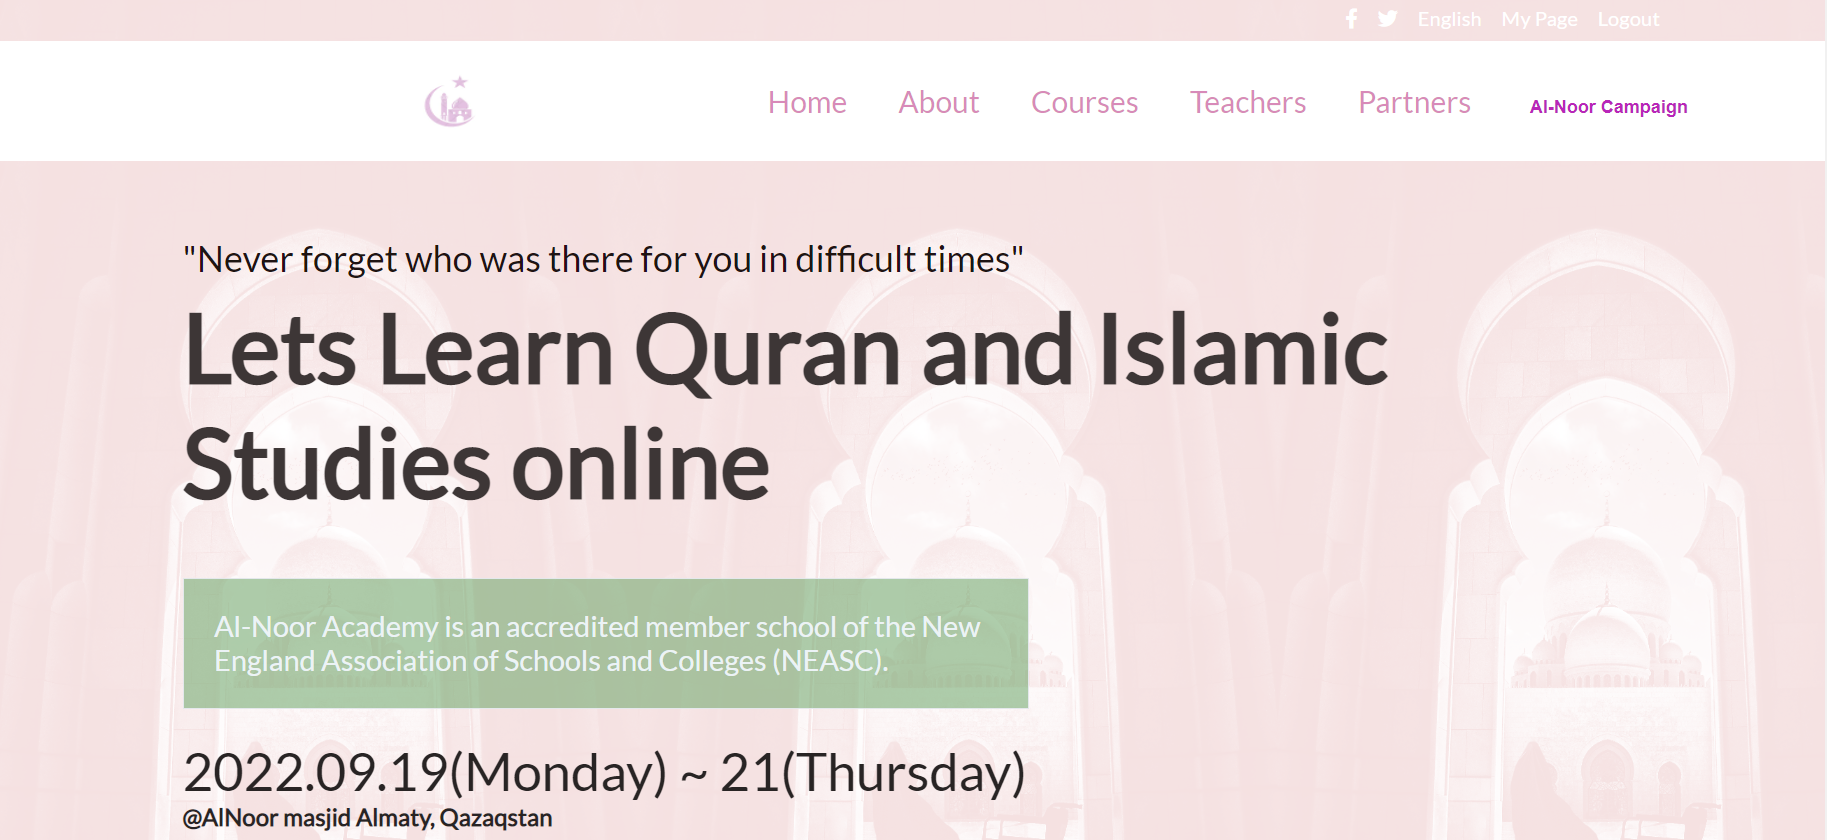 English My Page Logout
Home About Courses Teachers Partners Al-Noor Campaign
"Never forget who was there for you in difficult times"
Lets Learn Quran and Islamic
Studies online
Al-Noor Academy is an accredited member school of the New
England Association of Schools and Colleges (NEASC).
2022.09.19(Monday) ~ 21(Thursday)
@AlNoor masjid Almaty, Qazaqstan